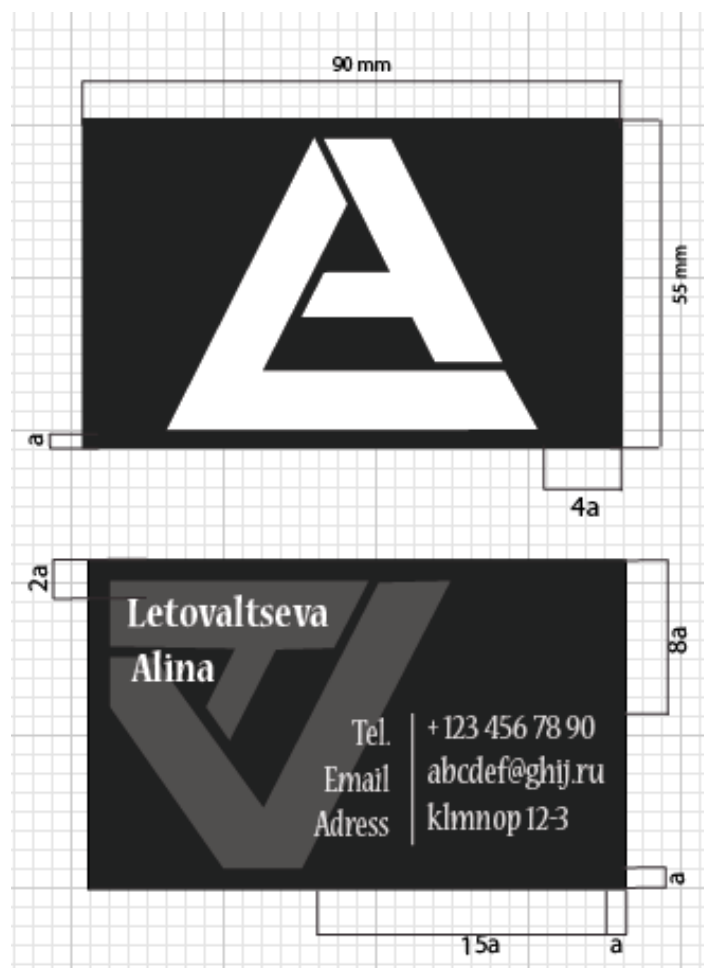 90 mm
55 mm
a
4a
2a
Letovaltseva
Alina
8a
Tel. +123 456 78 90
Email abcdef@ghij.ru
Adress klmnop 12-3
a
15a
a